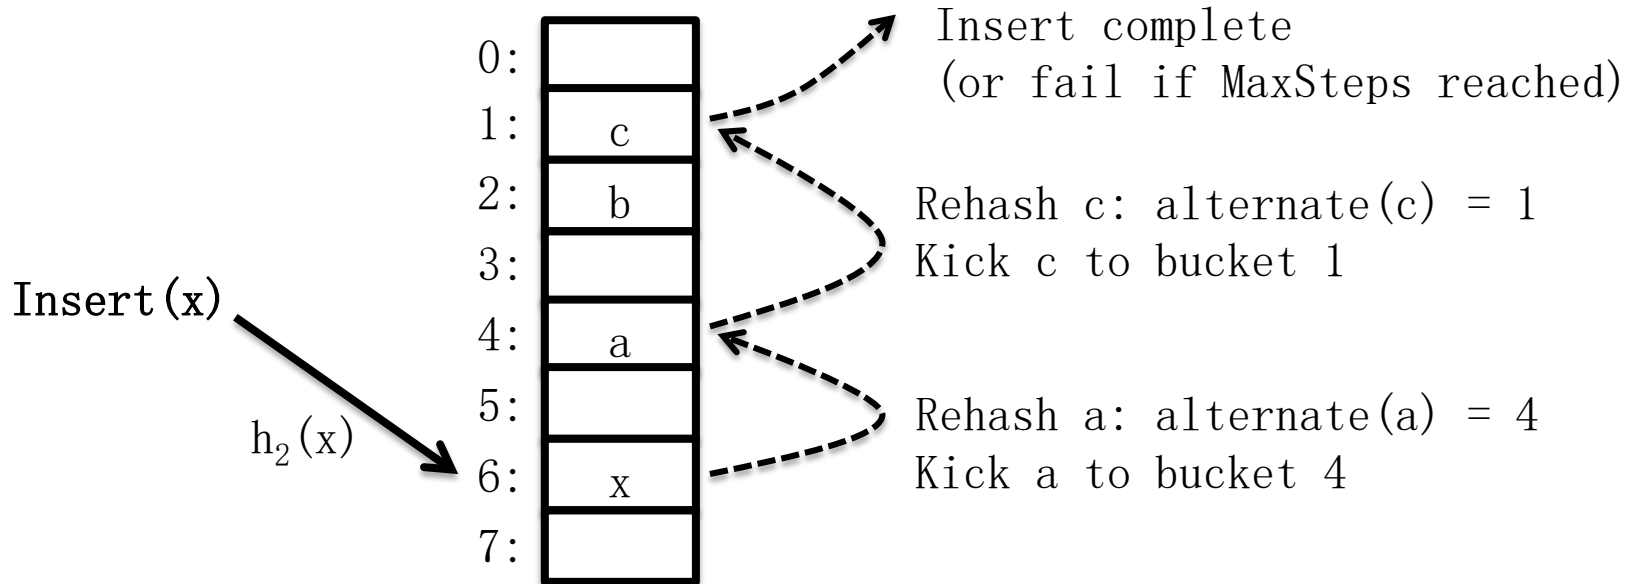 Insert complete
(or fail if MaxSteps reached)
0:
1: c
2: b
Rehash c: alternate(c) = 1
Kick c to bucket 1
3:
Insert(x)
4: a
5:
Rehash a: alternate(a) = 4
Kick a to bucket 4
h₂(x)
6: x
7: